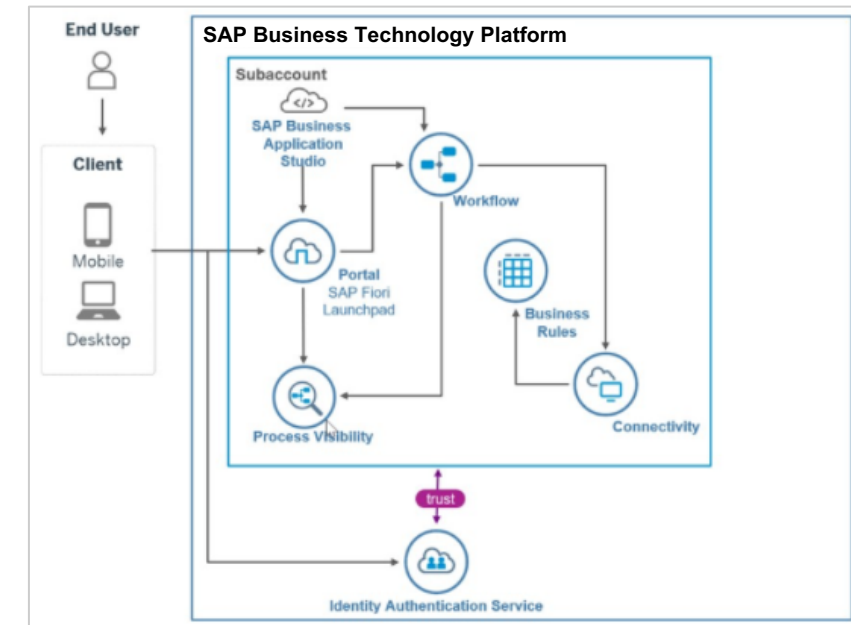 End User
SAP Business Technology Platform
Subaccount
</>
SAP Business
Application
Studio
Client
Workflow
Mobile
Portal
SAP Fiori
Launchpad
Business
Rules
Desktop
Process Visibility
Connectivity
trust
Identity Authentication Service